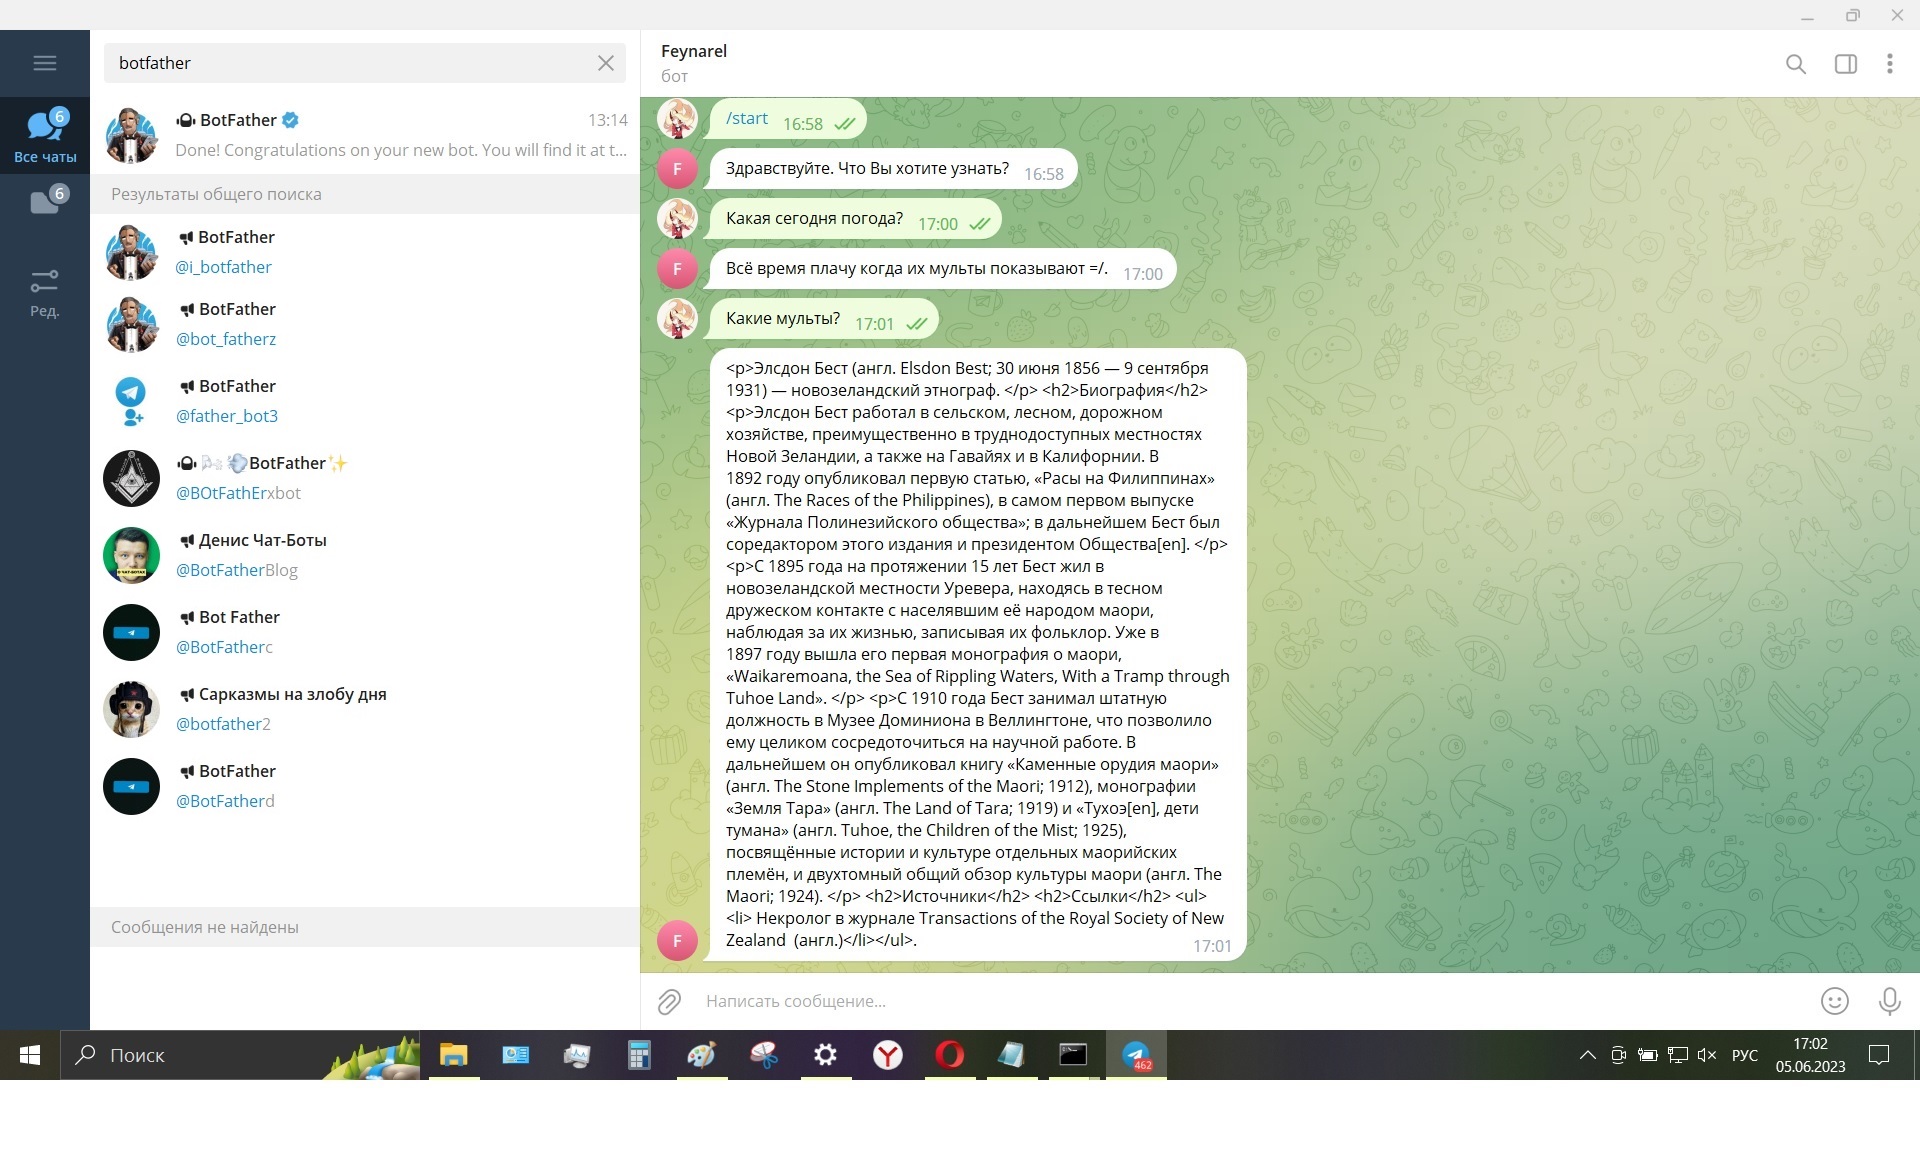 botfather
6
Все чаты
6
Ред.
BotFather
13:14
Done! Congratulations on your new bot. You will find it at t...
Результаты общего поиска
BotFather
@i_botfather
BotFather
@bot_fatherz
BotFather
@father_bot3
BotFather
@BOtFathErxbot
Денис Чат-Боты
@BotFatherBlog
Bot Father
@BotFatherc
Сарказмы на злобу дня
@botfather2
BotFather
@BotFatherd
Сообщения не найдены
Feynarel
бот
/start 16:58
F
Здравствуйте. Что Вы хотите узнать? 16:58
Какая сегодня погода? 17:00
F
Всё время плачу когда их мульты показывают =/. 17:00
Какие мульты? 17:01
<p>Элсдон Бест (англ. Elsdon Best; 30 июня 1856 — 9 сентября
1931) — новозеландский этнограф. </p> <h2>Биография</h2>
<p>Элсдон Бест работал в сельском, лесном, дорожном
хозяйстве, преимущественно в труднодоступных местностях
Новой Зеландии, а также на Гавайях и в Калифорнии. В
1892 году опубликовал первую статью, «Расы на Филиппинах»
(англ. The Races of the Philippines), в самом первом выпуске
«Журнала Полинезийского общества»; в дальнейшем Бест был
соредактором этого издания и президентом Общества[en]. </p>
<p>С 1895 года на протяжении 15 лет Бест жил в
новозеландской местности Уревера, находясь в тесном
дружеском контакте с населявшим её народом маори,
наблюдая за их жизнью, записывая их фольклор. Уже в
1897 году вышла его первая монография о маори,
«Waikaremoana, the Sea of Rippling Waters, With a Tramp through
Tuhoe Land». </p> <p>С 1910 года Бест занимал штатную
должность в Музее Доминиона в Веллингтоне, что позволило
ему целиком сосредоточиться на научной работе. В
дальнейшем он опубликовал книгу «Каменные орудия маори»
(англ. The Stone Implements of the Maori; 1912), монографии
«Земля Тара» (англ. The Land of Tara; 1919) и «Тухоэ[en], дети
тумана» (англ. Tuhoe, the Children of the Mist; 1925),
посвящённые истории и культуре отдельных маорийских
племён, и двухтомный общий обзор культуры маори (англ. The
Maori; 1924). </p> <h2>Источники</h2> <h2>Ссылки</h2> <ul>
<li> Некролог в журнале Transactions of the Royal Society of New
Zealand  (англ.)</li></ul>.
17:01
F
Написать сообщение...
Поиск
462
РУС
17:02
05.06.2023